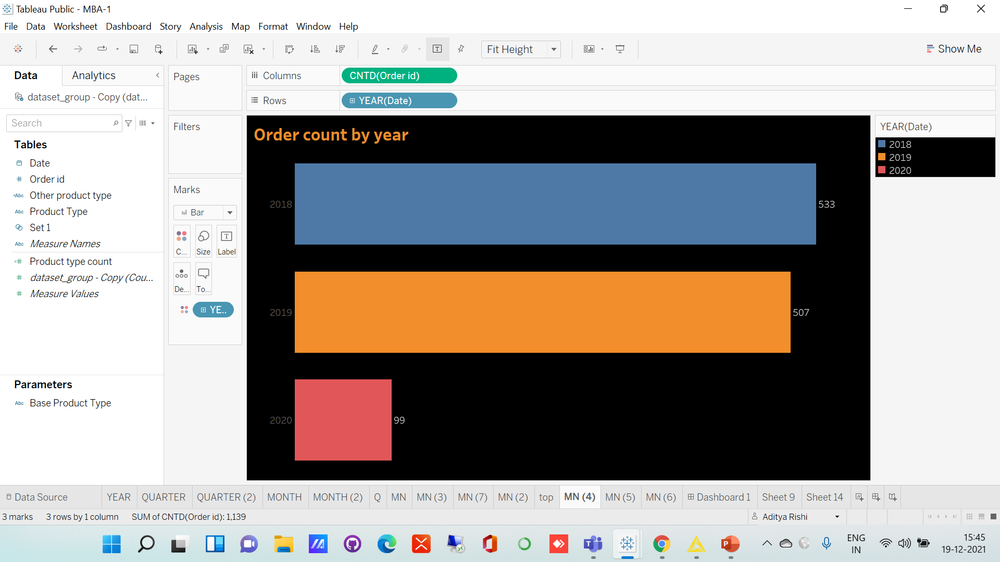 Tableau Public - MBA-1
File Data Worksheet Dashboard Story Analysis Map Format Window Help
Fit Height
Show Me
Data
Analytics
dataset_group - Copy (dat...
Search
Tables
Date
Order id
=Abc Other product type
Abc Product Type
Set 1
Abc Measure Names
Product type count
dataset_group - Copy (Cou...
Measure Values
Parameters
Abc Base Product Type
Pages
Filters
Marks
Bar
C...
Size
Label
De...
To...
YE..
Columns
CNTD(Order id)
Rows
YEAR(Date)
Order count by year
2018
533
2019
507
2020
99
YEAR(Date)
2018
2019
2020
Data Source YEAR QUARTER QUARTER (2) MONTH MONTH (2) Q MN MN (3) MN (7) MN (2) top MN (4) MN (5) MN (6) Dashboard 1 Sheet 9 Sheet 14
3 marks 3 rows by 1 column SUM of CNTD(Order id): 1,139
Aditya Rishi
ENG
IN
15:45
19-12-2021